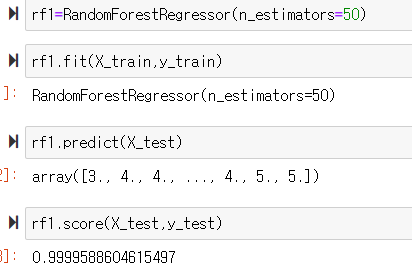 rf1=RandomForestRegressor(n_estimators=50)
rf1.fit(X_train,y_train)
]: RandomForestRegressor(n_estimators=50)
rf1.predict(X_test)
2]: array([3., 4., 4., ..., 4., 5., 5.])
rf1.score(X_test,y_test)
3]: 0.9999588604615497